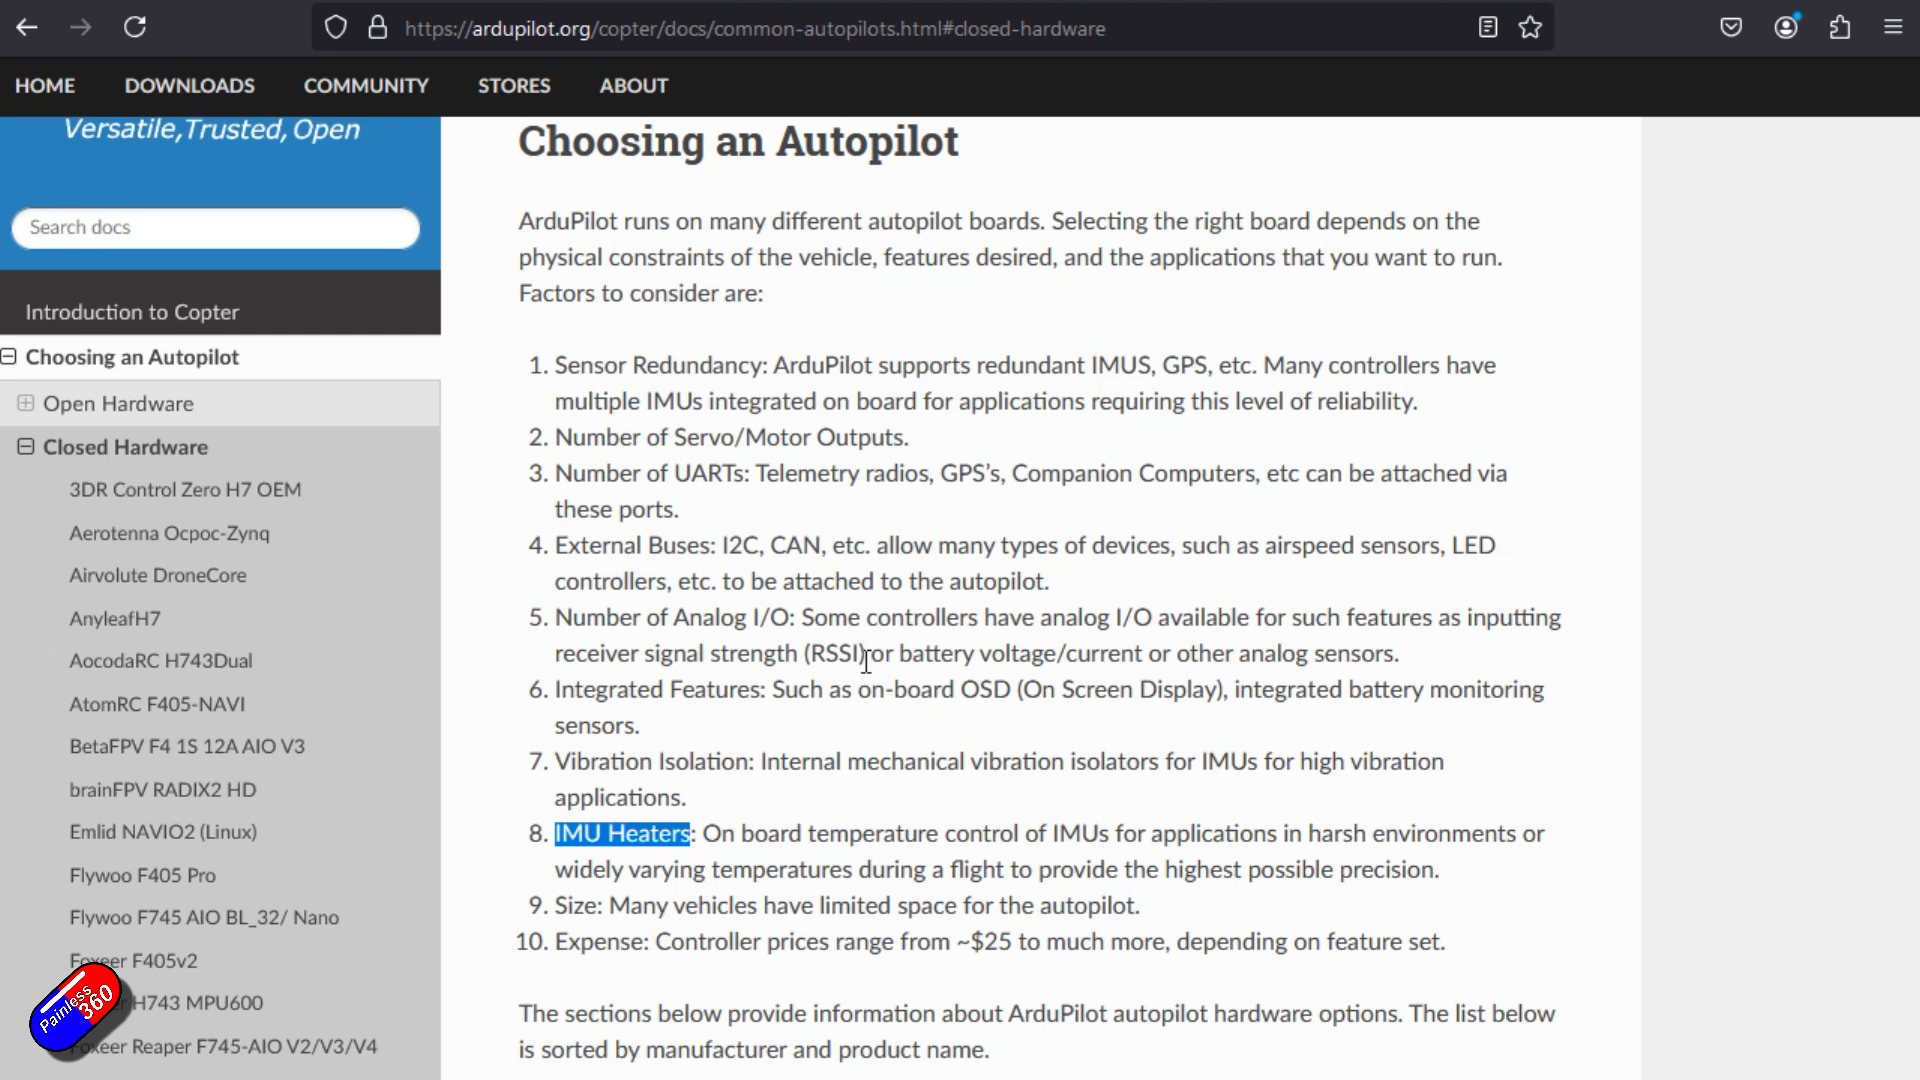 https://ardupilot.org/copter/docs/common-autopilots.html#closed-hardware
HOME DOWNLOADS COMMUNITY STORES ABOUT
Versatile,Trusted, Open
Search docs
Introduction to Copter
Choosing an Autopilot
Open Hardware
Closed Hardware
3DR Control Zero H7 OEM
Aerotenna Ocpoc-Zynq
Airvolute DroneCore
AnyleafH7
AocodaRC H743Dual
AtomRC F405-NAVI
BetaFPV F4 1S 12A AIO V3
brainFPV RADIX2 HD
Emlid NAVIO2 (Linux)
Flywoo F405 Pro
Flywoo F745 AIO BL_32/ Nano
Foxeer F405v2
H743 MPU600
Foxeer Reaper F745-AIO V2/V3/V4
Painless
360
Choosing an Autopilot
ArduPilot runs on many different autopilot boards. Selecting the right board depends on the
physical constraints of the vehicle, features desired, and the applications that you want to run.
Factors to consider are:
1. Sensor Redundancy: ArduPilot supports redundant IMUS, GPS, etc. Many controllers have
multiple IMUs integrated on board for applications requiring this level of reliability.
2. Number of Servo/Motor Outputs.
3. Number of UARTs: Telemetry radios, GPS’s, Companion Computers, etc can be attached via
these ports.
4. External Buses: I2C, CAN, etc. allow many types of devices, such as airspeed sensors, LED
controllers, etc. to be attached to the autopilot.
5. Number of Analog I/O: Some controllers have analog I/O available for such features as inputting
receiver signal strength (RSSI) or battery voltage/current or other analog sensors.
6. Integrated Features: Such as on-board OSD (On Screen Display), integrated battery monitoring
sensors.
7. Vibration Isolation: Internal mechanical vibration isolators for IMUs for high vibration
applications.
8. IMU Heaters: On board temperature control of IMUs for applications in harsh environments or
widely varying temperatures during a flight to provide the highest possible precision.
9. Size: Many vehicles have limited space for the autopilot.
10. Expense: Controller prices range from ~$25 to much more, depending on feature set.
The sections below provide information about ArduPilot autopilot hardware options. The list below
is sorted by manufacturer and product name.